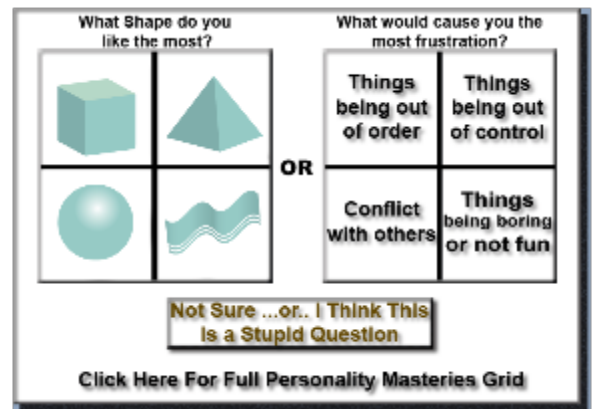 What Shape do you
like the most?
What would cause you the
most frustration?
Things
being out
of order
Things
being out
of control
OR
Conflict
with others
Things
being boring
or not fun
Not Sure ...or.. I Think This
is a Stupid Question
Click Here For Full Personality Masteries Grid